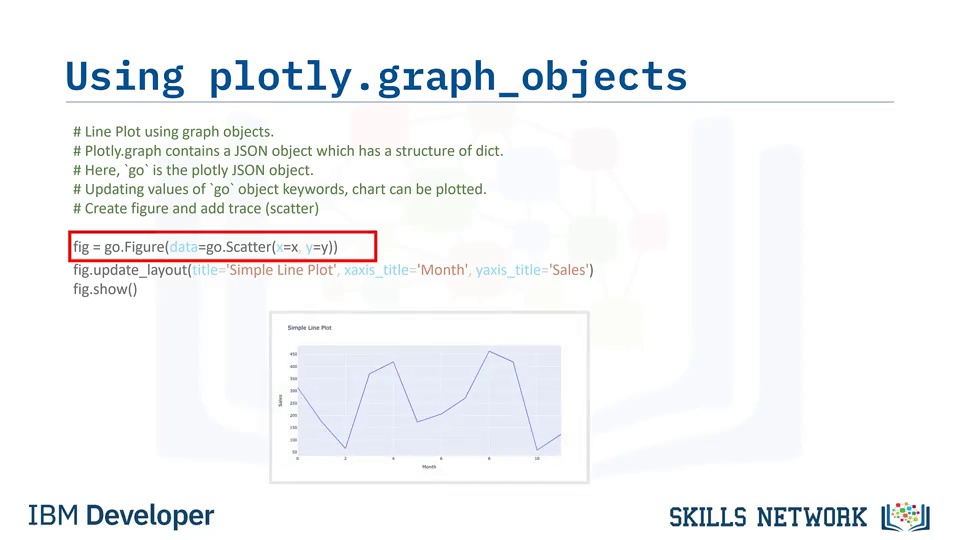 Using plotly.graph_objects
# Line Plot using graph objects.
# Plotly.graph contains a JSON object which has a structure of dict.
# Here, `go` is the plotly JSON object.
# Updating values of `go` object keywords, chart can be plotted.
# Create figure and add trace (scatter)
fig = go.Figure(data=go.Scatter(x=x, y=y))
fig.update_layout(title='Simple Line Plot', xaxis_title='Month', yaxis_title='Sales')
fig.show()
Simple Line Plot
450
400
350
300
250
200
150
100
50
Sales
0 2 4 6 8 10
Month
IBM Developer
SKILLS NETWORK